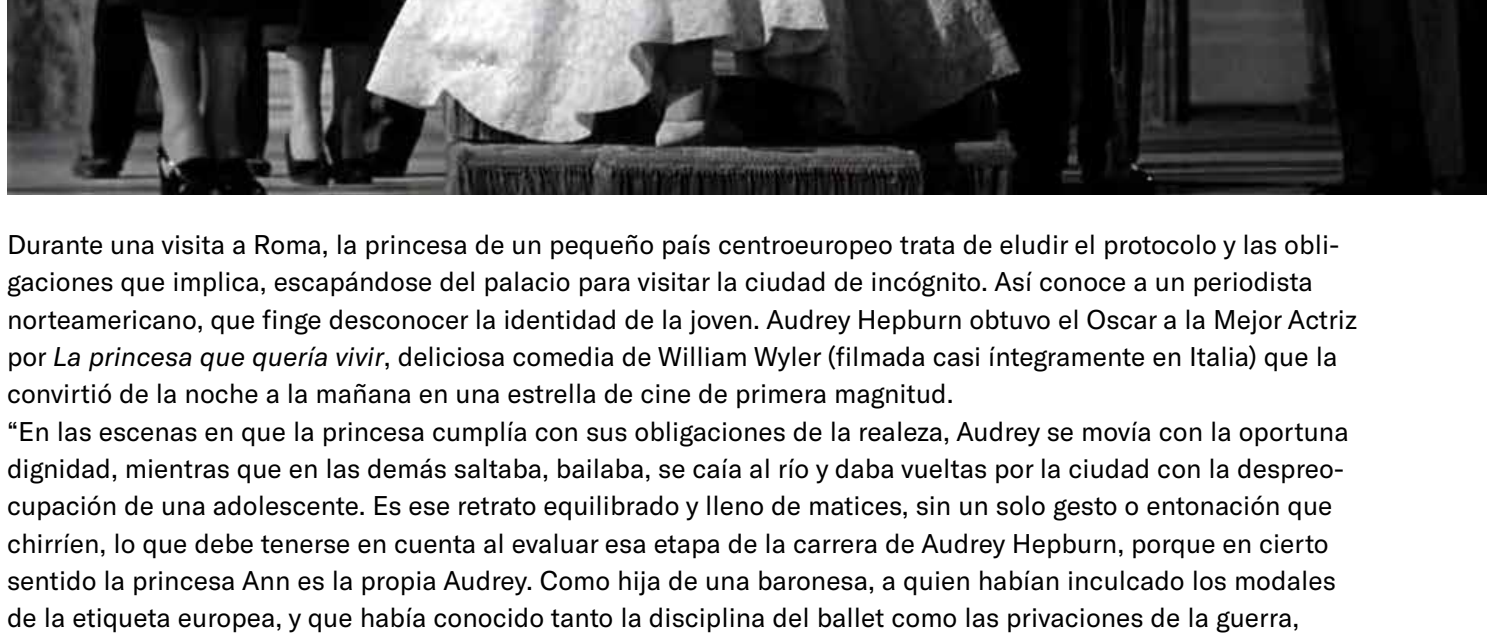 Durante una visita a Roma, la princesa de un pequeño país centroeuropeo trata de eludir el protocolo y las obli-
gaciones que implica, escapándose del palacio para visitar la ciudad de incógnito. Así conoce a un periodista
norteamericano, que finge desconocer la identidad de la joven. Audrey Hepburn obtuvo el Oscar a la Mejor Actriz
por La princesa que quería vivir, deliciosa comedia de William Wyler (filmada casi íntegramente en Italia) que la
convirtió de la noche a la mañana en una estrella de cine de primera magnitud.
“En las escenas en que la princesa cumplía con sus obligaciones de la realeza, Audrey se movía con la oportuna
dignidad, mientras que en las demás saltaba, bailaba, se caía al río y daba vueltas por la ciudad con la despreo-
cupación de una adolescente. Es ese retrato equilibrado y lleno de matices, sin un solo gesto o entonación que
chirríen, lo que debe tenerse en cuenta al evaluar esa etapa de la carrera de Audrey Hepburn, porque en cierto
sentido la princesa Ann es la propia Audrey. Como hija de una baronesa, a quien habían inculcado los modales
de la etiqueta europea, y que había conocido tanto la disciplina del ballet como las privaciones de la guerra,